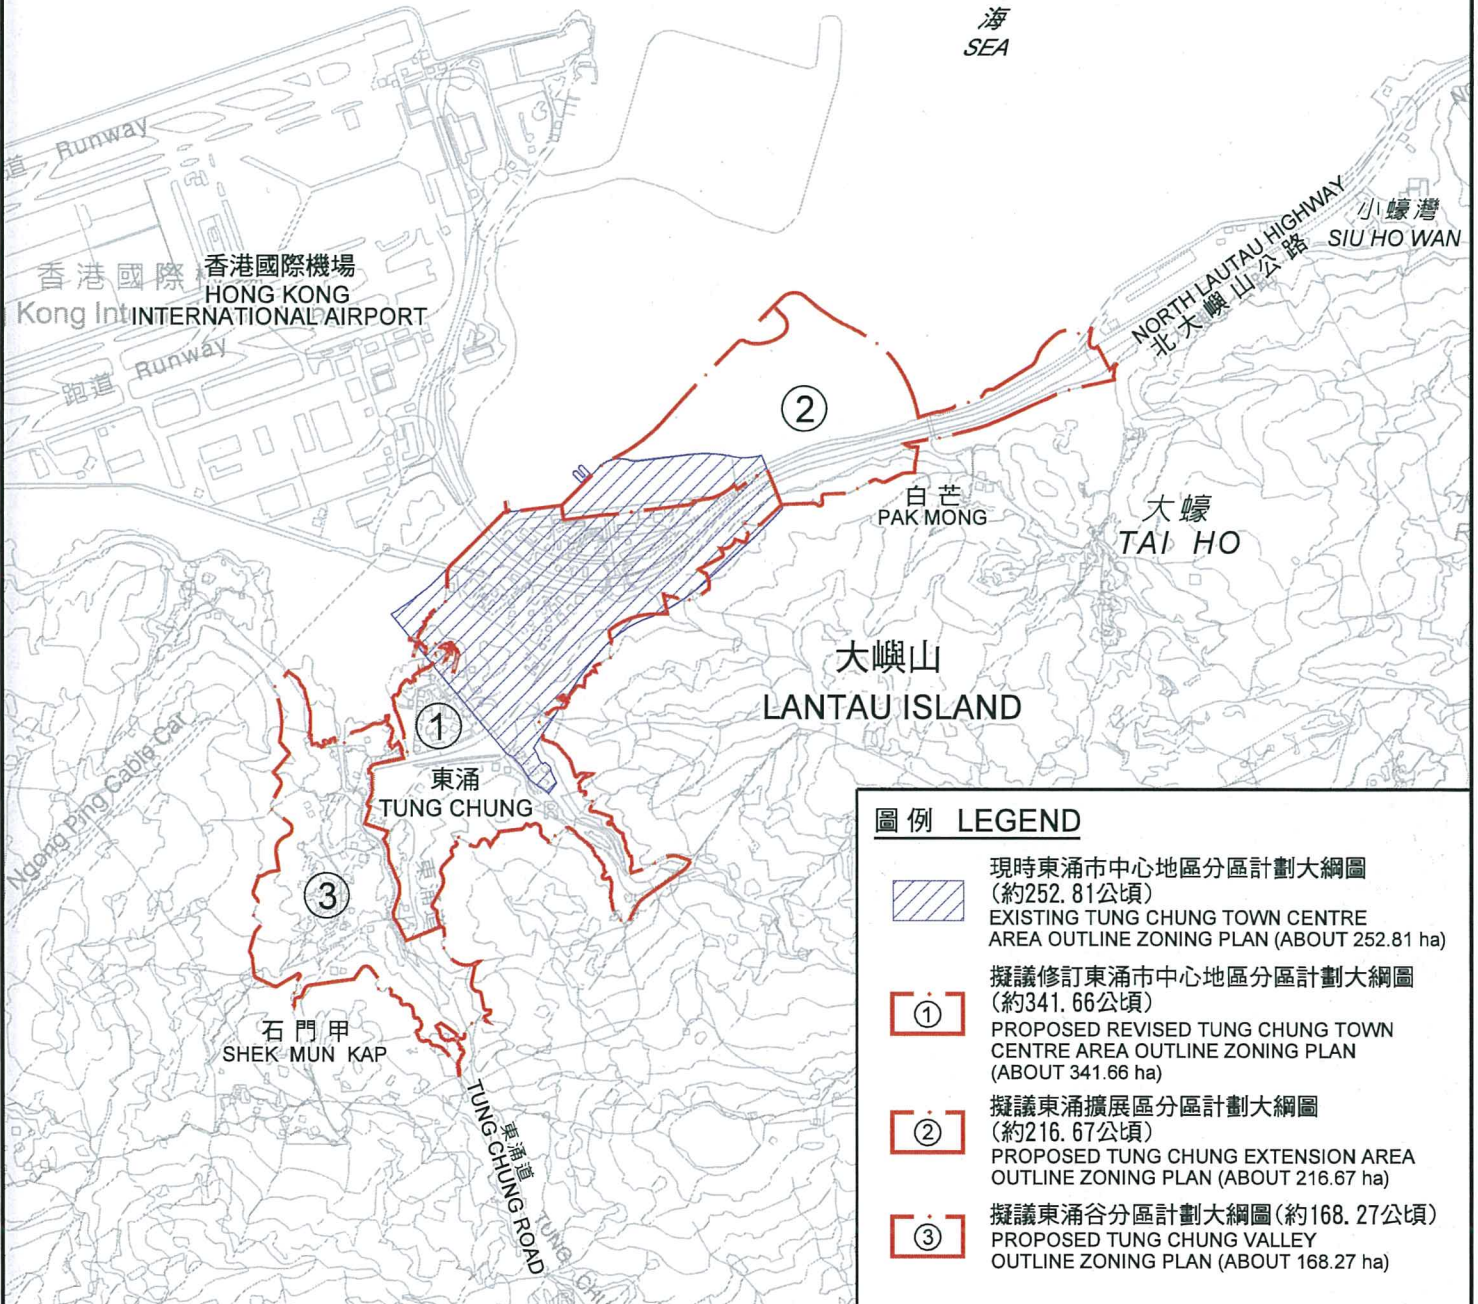 海
SEA
道 Runway
小蠔灣
SIU HO WAN
NORTH LAUTAU HIGHWAY
北大嶼山公路
香港國際機場
HONG KONG
INTERNATIONAL AIRPORT
香港國際
Kong Int
跑道 Runway
②
白芒
PAK MONG
大蠔
TAI HO
大嶼山
LANTAU ISLAND
①
東涌
TUNG CHUNG
Ngong Ping Cable Car
③
石門甲
SHEK MUN KAP
東涌道
TUNG CHUNG ROAD
圖例 LEGEND
現時東涌市中心地區分區計劃大綱圖
(約252.81公頃)
EXISTING TUNG CHUNG TOWN CENTRE
AREA OUTLINE ZONING PLAN (ABOUT 252.81 ha)
擬議修訂東涌市中心地區分區計劃大綱圖
(約341.66公頃)
①
PROPOSED REVISED TUNG CHUNG TOWN
CENTRE AREA OUTLINE ZONING PLAN
(ABOUT 341.66 ha)
擬議東涌擴展區分區計劃大綱圖
(約216.67公頃)
②
PROPOSED TUNG CHUNG EXTENSION AREA
OUTLINE ZONING PLAN (ABOUT 216.67 ha)
擬議東涌谷分區計劃大綱圖(約168.27公頃)
③
PROPOSED TUNG CHUNG VALLEY
OUTLINE ZONING PLAN (ABOUT 168.27 ha)